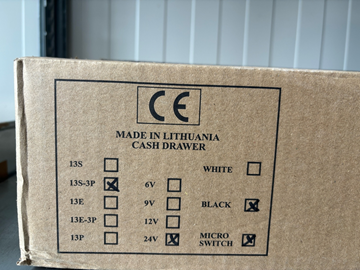 CE
MADE IN LITHUANIA
CASH DRAWER
13S
WHITE
13S-3P
6V
13E
9V
BLACK
13E-3P
12V
13P
24V
MICRO
SWITCH